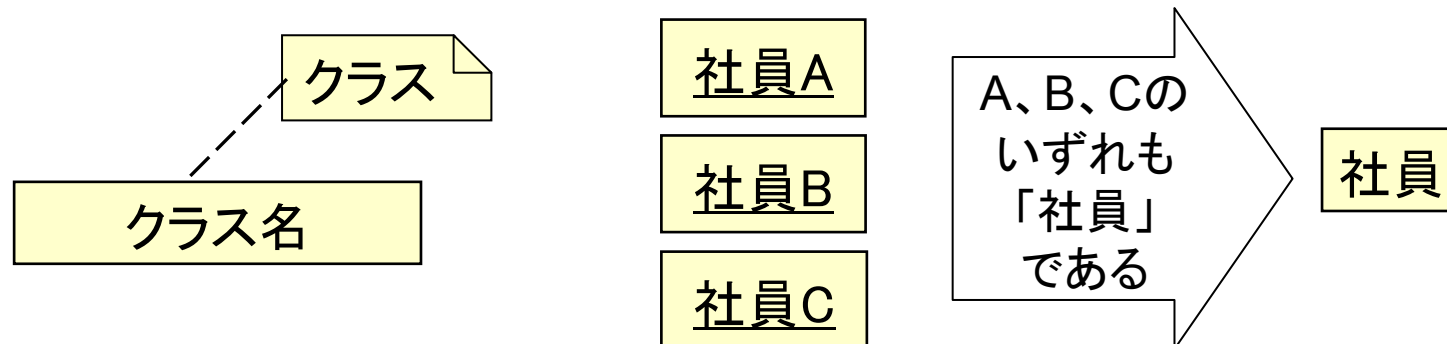 クラス
クラス名
社員A
社員B
社員C
A、B、Cの
いずれも
「社員」
である
社員